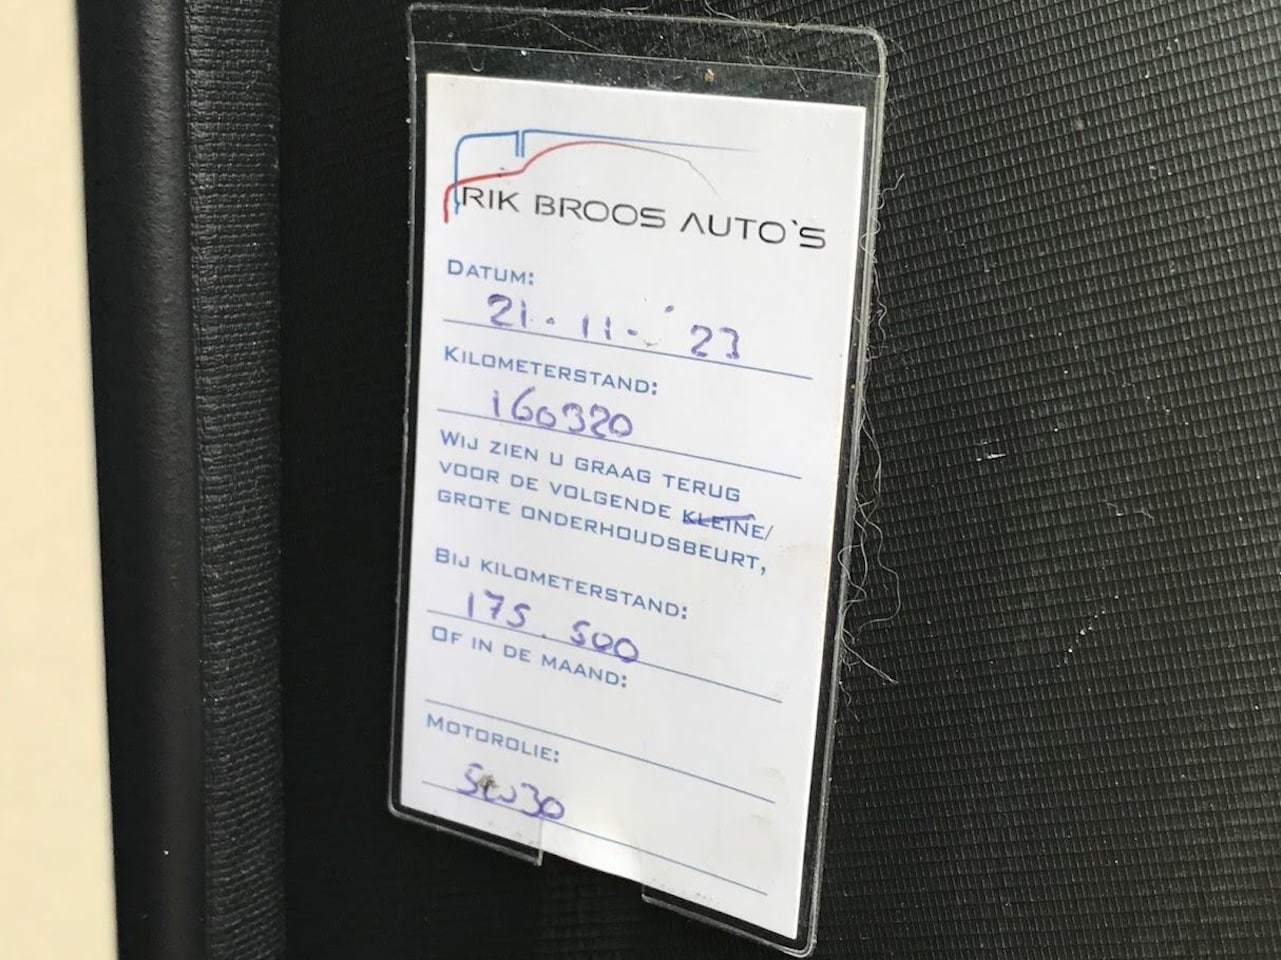 RIK BROOS AUTO'S
DATUM:
21-11-'23
KILOMETERSTAND:
160320
WIJ ZIEN U GRAAG TERUG
VOOR DE VOLGENDE KLEINE/
GROTE ONDERHOUDSBEURT,
BIJ KILOMETERSTAND:
175.500
OF IN DE MAAND:
MOTOROLIE:
5W30